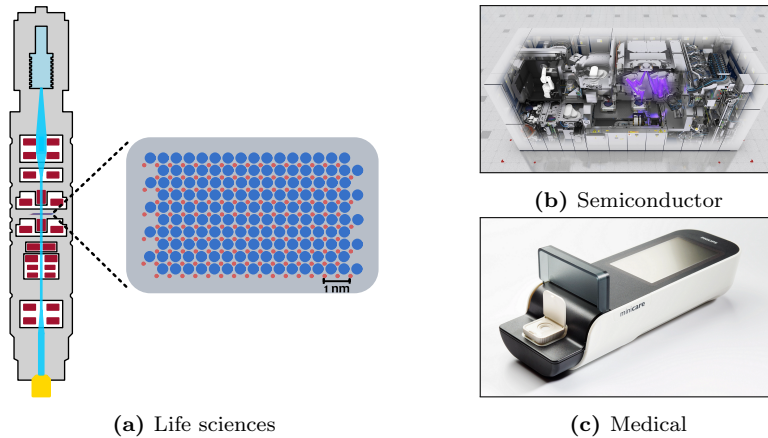 1 nm
(a) Life sciences
(b) Semiconductor
minicare
(c) Medical